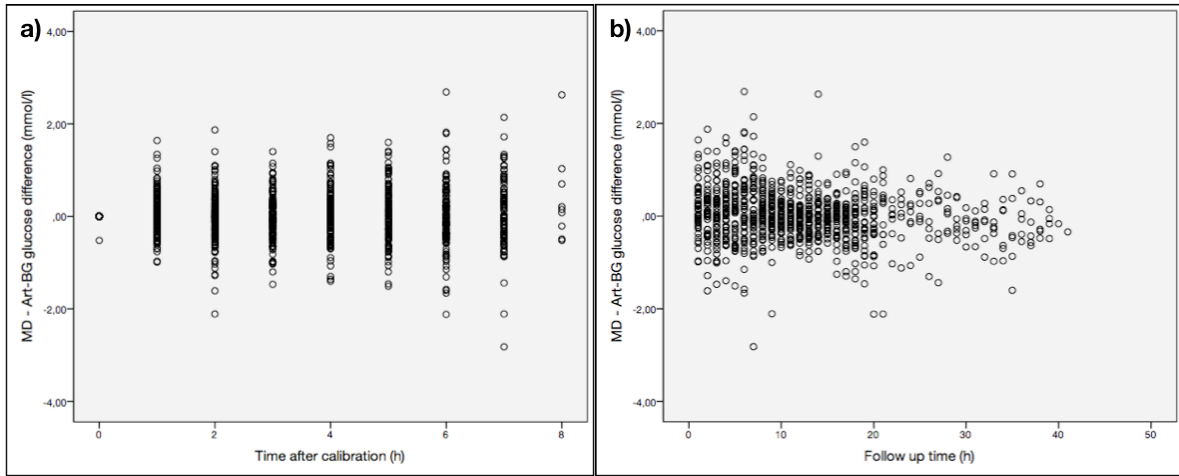 a)
4,00
2,00
,00
-2,00
-4,00
MD - Art-BG glucose difference (mmol/l)
0 2 4 6 8
Time after calibration (h)
b)
4,00
2,00
,00
-2,00
-4,00
MD - Art-BG glucose difference (mmol/l)
0 10 20 30 40 50
Follow up time (h)